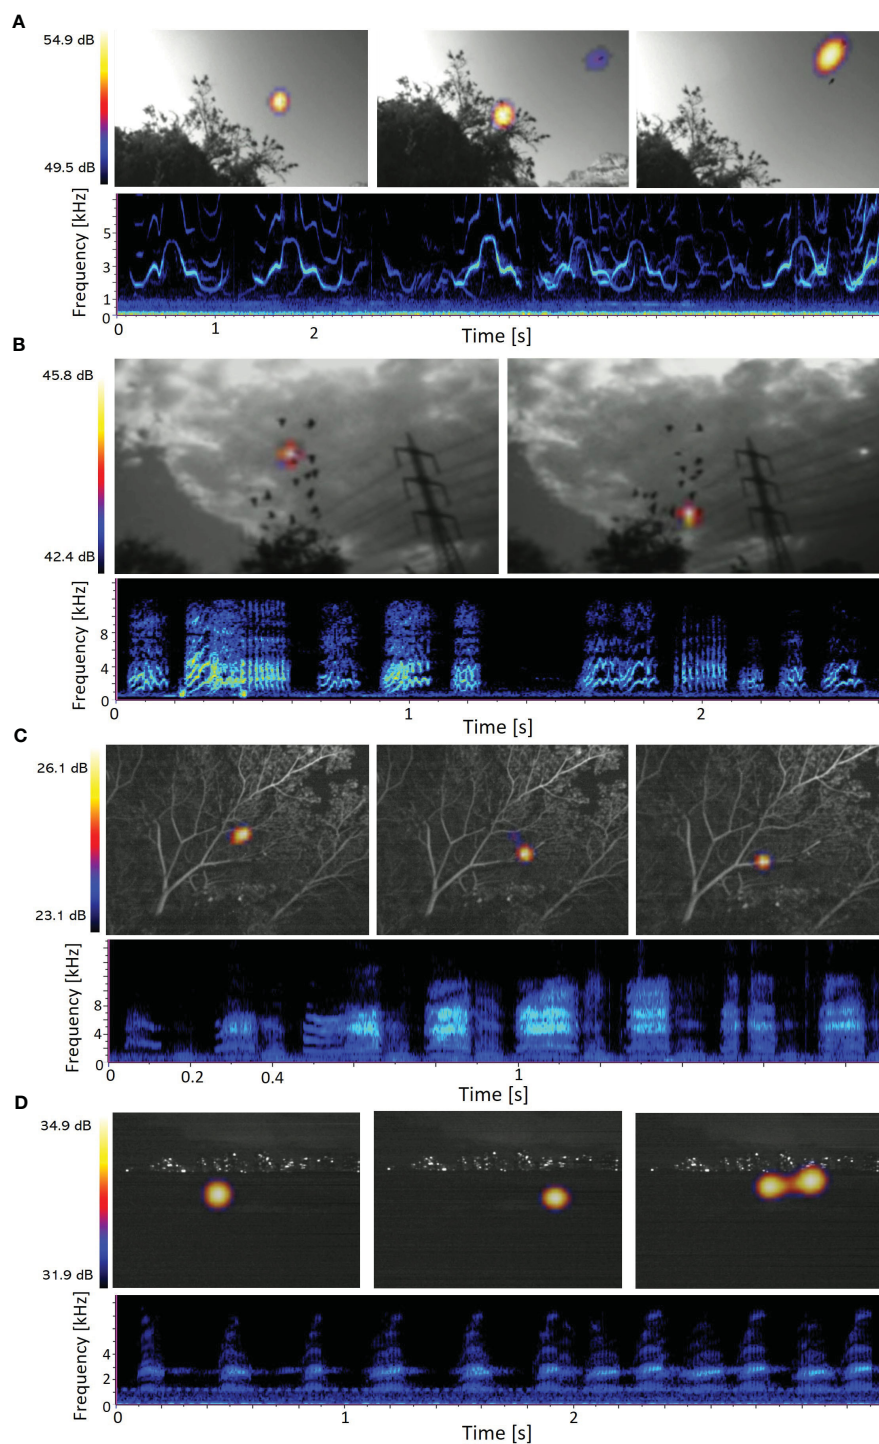 A
54.9 dB
49.5 dB
Frequency [kHz]
5
3
1
0
0 1 2
Time [s]
B
45.8 dB
42.4 dB
Frequency [kHz]
8
4
0
0 1 2
Time [s]
C
26.1 dB
23.1 dB
Frequency [kHz]
8
4
0
0 0.2 0.4 1
Time [s]
D
34.9 dB
31.9 dB
Frequency [kHz]
4
2
0
0 1 2
Time [s]